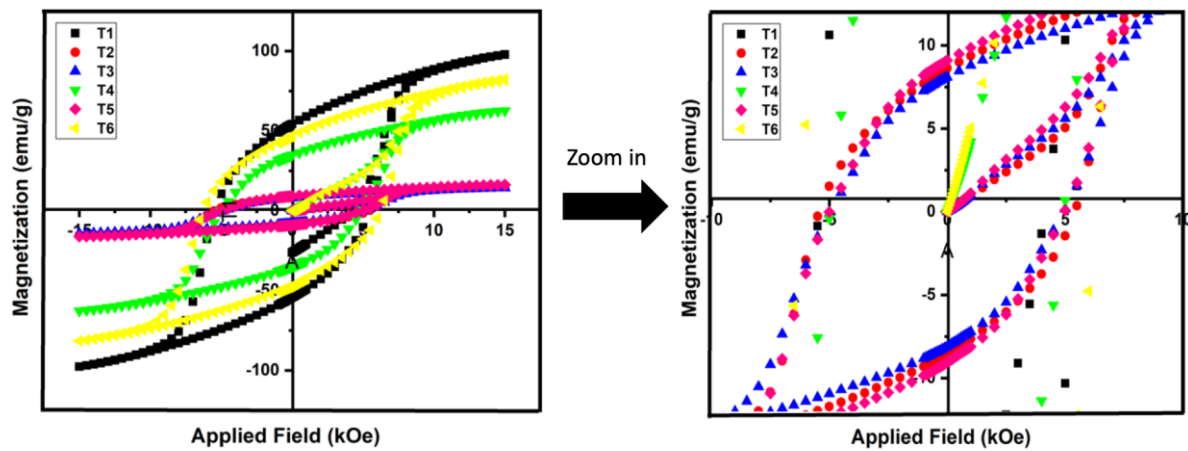 T1
T2
T3
T4
T5
T6
Magnetization (emu/g)
100
50
0
-50
-100
-15
10
15
A
Applied Field (kOe)
Zoom in
T1
T2
T3
T4
T5
T6
Magnetization (emu/g)
10
5
0
-5
-10
0
-5
5
10
A
Applied Field (kOe)